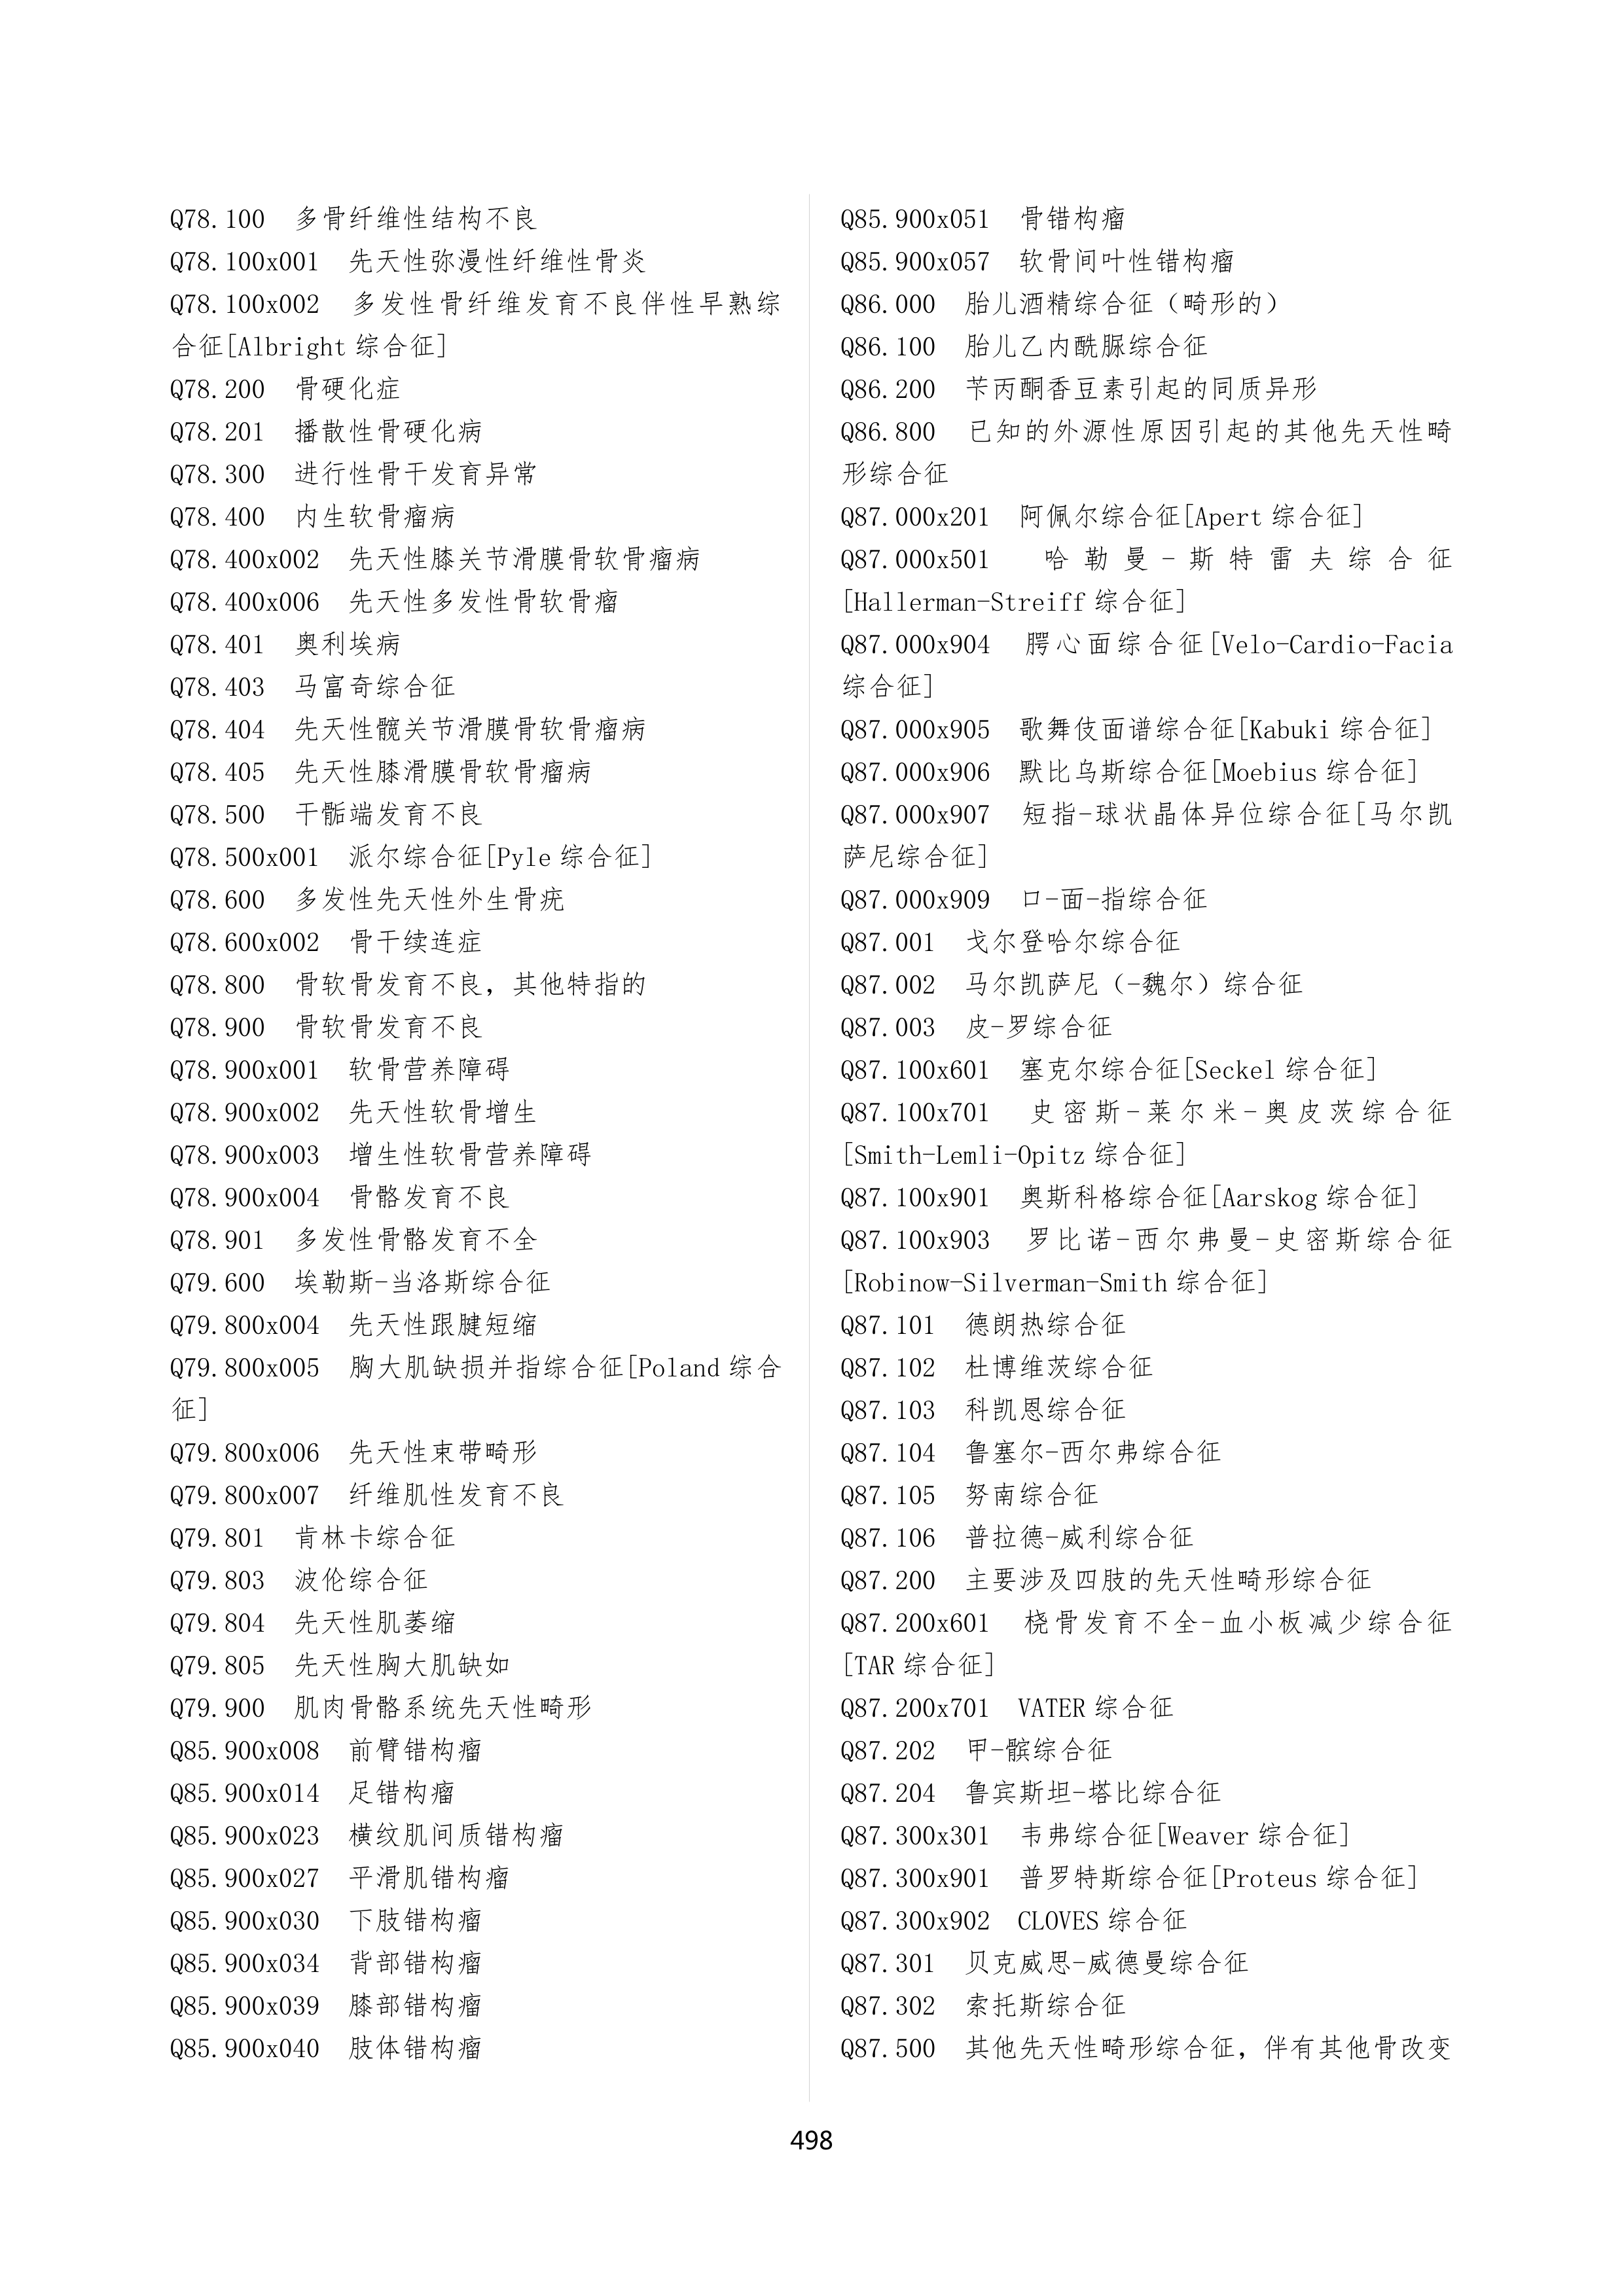 Q78.100 多骨纤维性结构不良
Q78.100x001 先天性弥漫性纤维性骨炎
Q78.100x002 多发性骨纤维发育不良伴性早熟综
合征[Albright 综合征]
Q78.200 骨硬化症
Q78.201 播散性骨硬化病
Q78.300 进行性骨干发育异常
Q78.400 内生软骨瘤病
Q78.400x002 先天性膝关节滑膜骨软骨瘤病
Q78.400x006 先天性多发性骨软骨瘤
Q78.401 奥利埃病
Q78.403 马富奇综合征
Q78.404 先天性髋关节滑膜骨软骨瘤病
Q78.405 先天性膝滑膜骨软骨瘤病
Q78.500 干骺端发育不良
Q78.500x001 派尔综合征[Pyle 综合征]
Q78.600 多发性先天性外生骨疣
Q78.600x002 骨干续连症
Q78.800 骨软骨发育不良，其他特指的
Q78.900 骨软骨发育不良
Q78.900x001 软骨营养障碍
Q78.900x002 先天性软骨增生
Q78.900x003 增生性软骨营养障碍
Q78.900x004 骨骼发育不良
Q78.901 多发性骨骼发育不全
Q79.600 埃勒斯-当洛斯综合征
Q79.800x004 先天性跟腱短缩
Q79.800x005 胸大肌缺损并指综合征[Poland 综合
征]
Q79.800x006 先天性束带畸形
Q79.800x007 纤维肌性发育不良
Q79.801 肯林卡综合征
Q79.803 波伦综合征
Q79.804 先天性肌萎缩
Q79.805 先天性胸大肌缺如
Q79.900 肌肉骨骼系统先天性畸形
Q85.900x008 前臂错构瘤
Q85.900x014 足错构瘤
Q85.900x023 横纹肌间质错构瘤
Q85.900x027 平滑肌错构瘤
Q85.900x030 下肢错构瘤
Q85.900x034 背部错构瘤
Q85.900x039 膝部错构瘤
Q85.900x040 肢体错构瘤
Q85.900x051 骨错构瘤
Q85.900x057 软骨间叶性错构瘤
Q86.000 胎儿酒精综合征（畸形的）
Q86.100 胎儿乙内酰脲综合征
Q86.200 苄丙酮香豆素引起的同质异形
Q86.800 已知的外源性原因引起的其他先天性畸
形综合征
Q87.000x201 阿佩尔综合征[Apert 综合征]
Q87.000x501 哈勒曼-斯特雷夫综合征
[Hallerman-Streiff 综合征]
Q87.000x904 腭心面综合征[Velo-Cardio-Facia
综合征]
Q87.000x905 歌舞伎面谱综合征[Kabuki 综合征]
Q87.000x906 默比乌斯综合征[Moebius 综合征]
Q87.000x907 短指-球状晶体异位综合征[马尔凯
萨尼综合征]
Q87.000x909 口-面-指综合征
Q87.001 戈尔登哈尔综合征
Q87.002 马尔凯萨尼（-魏尔）综合征
Q87.003 皮-罗综合征
Q87.100x601 塞克尔综合征[Seckel 综合征]
Q87.100x701 史密斯-莱尔米-奥皮茨综合征
[Smith-Lemli-Opitz 综合征]
Q87.100x901 奥斯科格综合征[Aarskog 综合征]
Q87.100x903 罗比诺-西尔弗曼-史密斯综合征
[Robinow-Silverman-Smith 综合征]
Q87.101 德朗热综合征
Q87.102 杜博维茨综合征
Q87.103 科凯恩综合征
Q87.104 鲁塞尔-西尔弗综合征
Q87.105 努南综合征
Q87.106 普拉德-威利综合征
Q87.200 主要涉及四肢的先天性畸形综合征
Q87.200x601 桡骨发育不全-血小板减少综合征
[TAR 综合征]
Q87.200x701 VATER 综合征
Q87.202 甲-髌综合征
Q87.204 鲁宾斯坦-塔比综合征
Q87.300x301 韦弗综合征[Weaver 综合征]
Q87.300x901 普罗特斯综合征[Proteus 综合征]
Q87.300x902 CLOVES 综合征
Q87.301 贝克威思-威德曼综合征
Q87.302 索托斯综合征
Q87.500 其他先天性畸形综合征，伴有其他骨改变
498